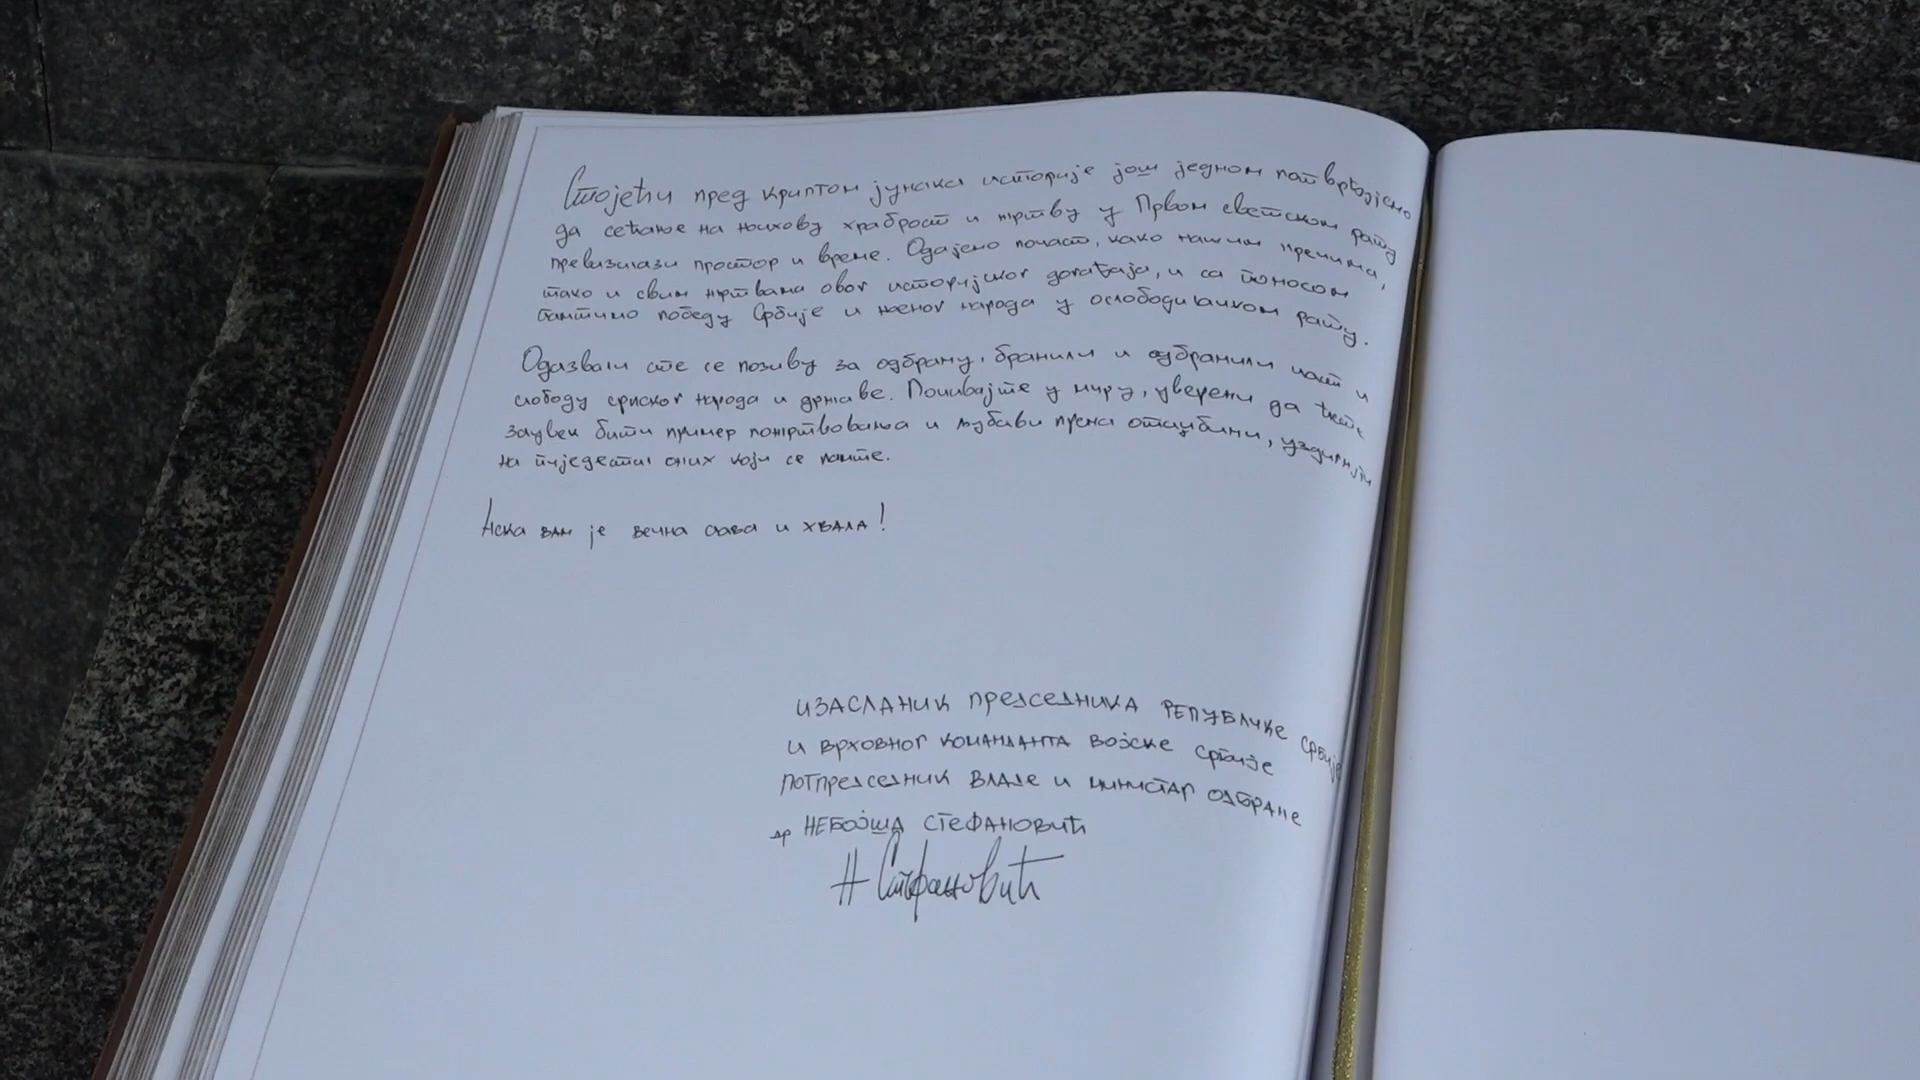 Стојећи пред криптом јунака историје још једном потврђујемо
да сећање на њихову храброст и жртву у Првом светском рату
превазилази простор и време. Одајемо почаст, како нашим прецима,
тако и свим жртвама овог историјског догађаја, и са поносом
памтимо победу Србије и њеног народа у ослободилачком рату.
Одазвали сте се позиву за одбрану, бранили и одбранили част и
слободу српског народа и државе. Почивајте у миру, уверени да ћете
заувек бити пример пожртвовања и љубави према отаџбини, уздигнути
на пиједестал оних који се памте.
Нека вам је вечна слава и хвала!
ИЗАСЛАНИК ПРЕДСЕДНИКА РЕПУБЛИКЕ СРБИЈЕ
И ВРХОВНОГ КОМАНДАНТА ВОЈСКЕ СРБИЈЕ
ПОТПРЕДСЕДНИК ВЛАДЕ И МИНИСТАР ОДБРАНЕ
др НЕБОЈША СТЕФАНОВИЋ
Н Стефановић